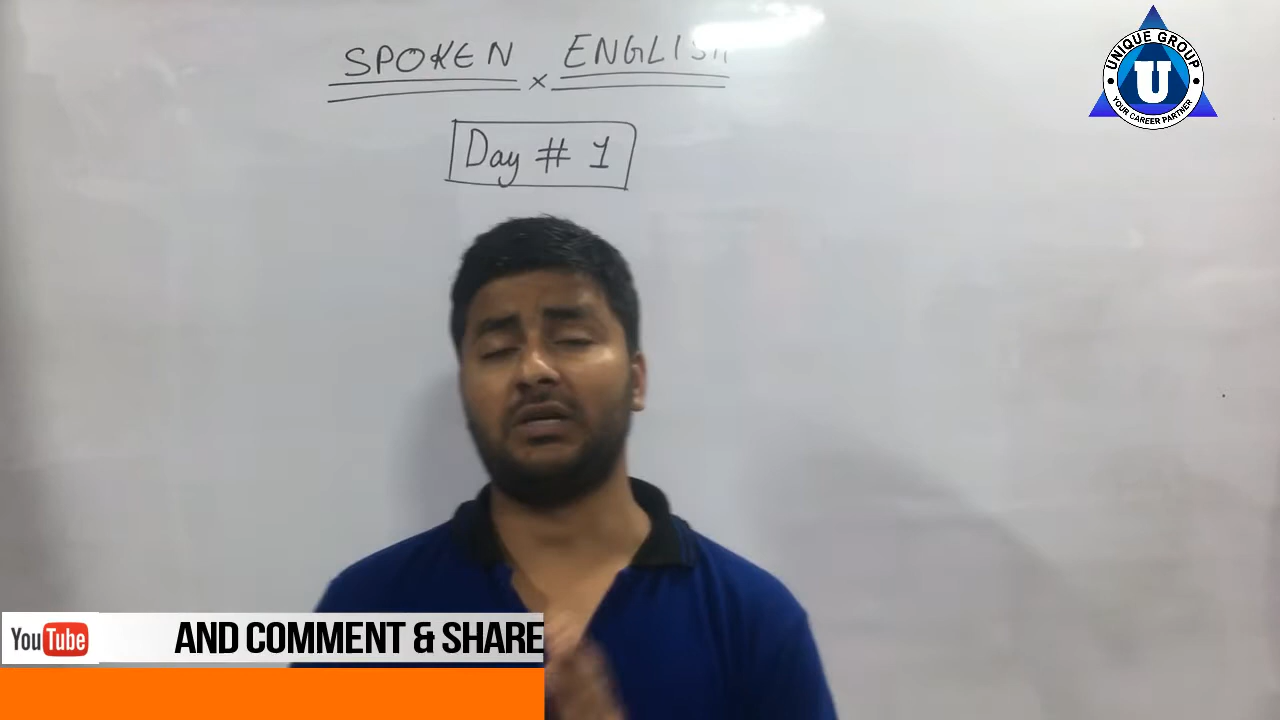 SPOKEN × ENGLISH
Day # 1
UNIQUE GROUP
U
YOUR CAREER PARTNER
YouTube
AND COMMENT & SHARE